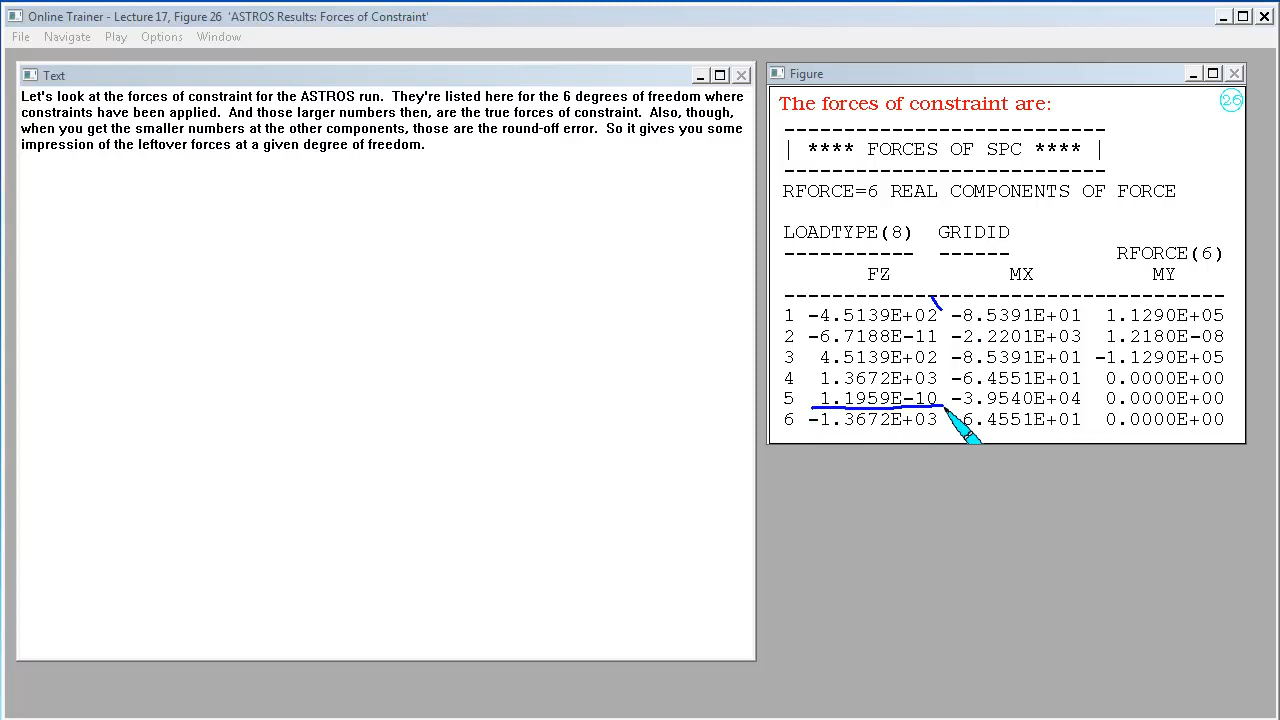 Online Trainer - Lecture 17, Figure 26 'ASTROS Results: Forces of Constraint'
File Navigate Play Options Window
Text
Let's look at the forces of constraint for the ASTROS run. They're listed here for the 6 degrees of freedom where
constraints have been applied. And those larger numbers then, are the true forces of constraint. Also, though,
when you get the smaller numbers at the other components, those are the round-off error. So it gives you some
impression of the leftover forces at a given degree of freedom.
Figure
The forces of constraint are:
26
-----------------------------
| **** FORCES OF SPC **** |
-----------------------------
RFORCE=6 REAL COMPONENTS OF FORCE
LOADTYPE(8) GRIDID
----------- ------ RFORCE(6)
FZ MX MY
----------------------------------------
1 -4.5139E+02 -8.5391E+01 1.1290E+05
2 -6.7188E-11 -2.2201E+03 1.2180E-08
3 4.5139E+02 -8.5391E+01 -1.1290E+05
4 1.3672E+03 -6.4551E+01 0.0000E+00
5 1.1959E-10 -3.9540E+04 0.0000E+00
6 -1.3672E+03 6.4551E+01 0.0000E+00